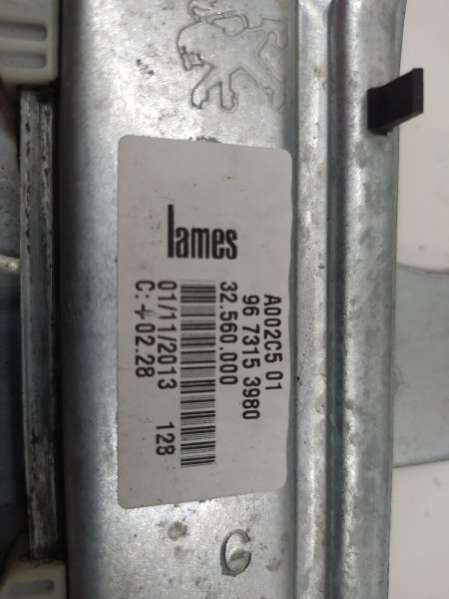 lames
A002C5 01
96 7315 3980
32.560.000
01/11/2013 128
C:+02.28
G